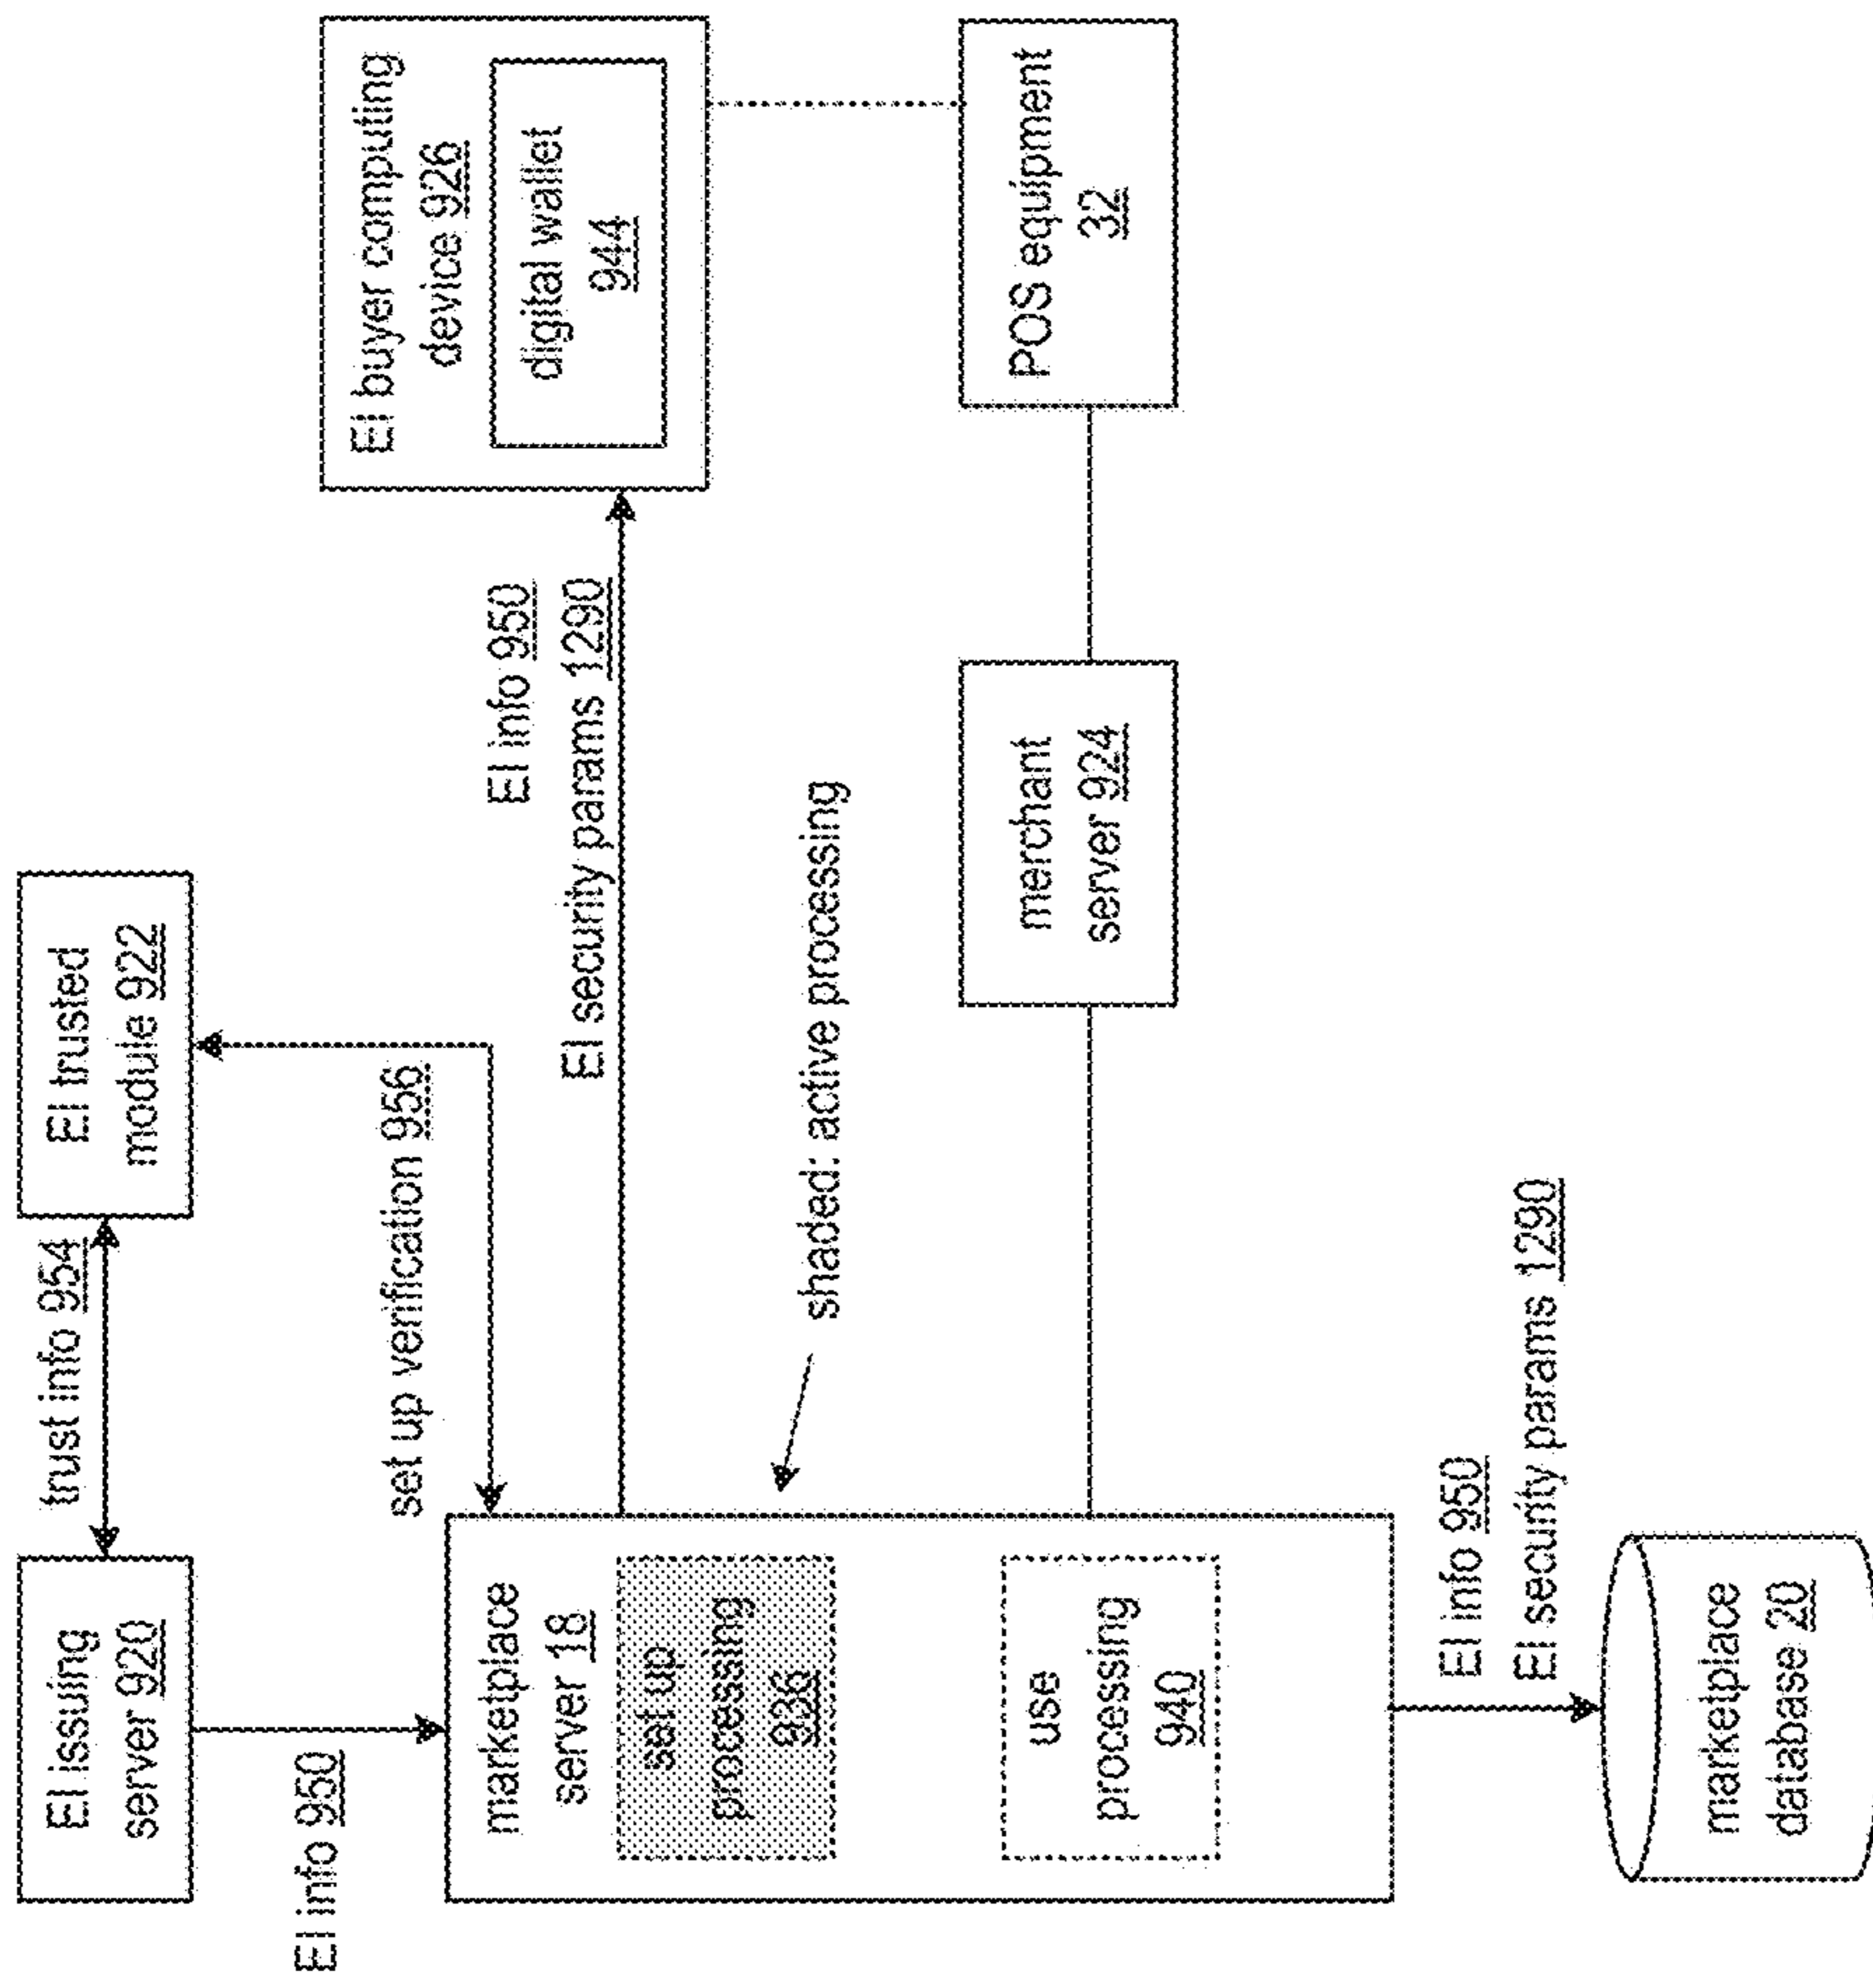 EI issuing
server 920
trust info 954
EI trusted
module 922
EI info 950
set up verification 956
marketplace
server 18
set up
processing
936
use
processing
940
EI info 950
EI security params 1290
EI buyer computing
device 926
digital wallet
944
shaded: active processing
merchant
server 924
POS equipment
32
EI info 950
EI security params 1290
marketplace
database 20